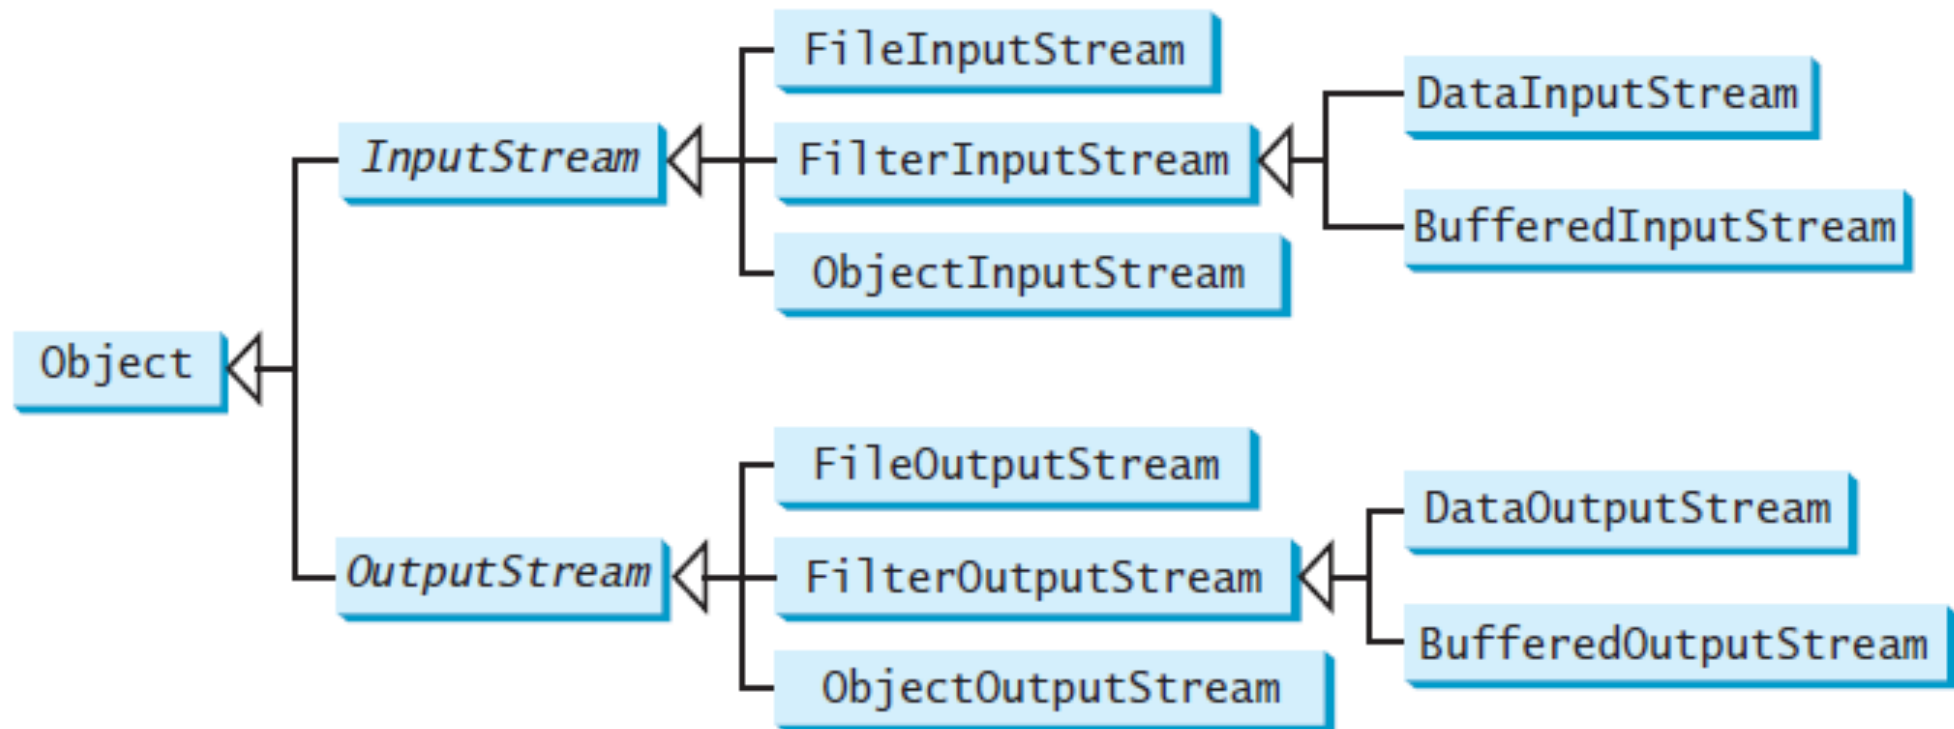 FileInputStream
DataInputStream
InputStream
FilterInputStream
BufferedInputStream
ObjectInputStream
Object
FileOutputStream
DataOutputStream
OutputStream
FilterOutputStream
BufferedOutputStream
ObjectOutputStream